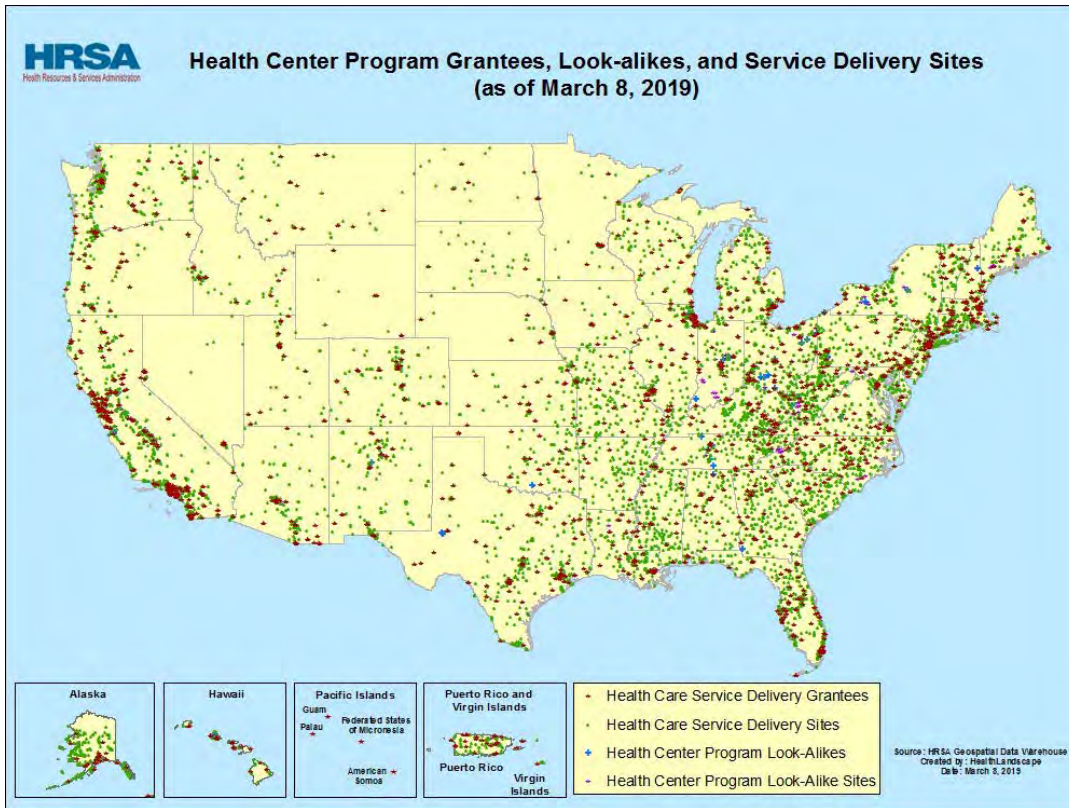 HRSA
Health Resources & Services Administration
Health Center Program Grantees, Look-alikes, and Service Delivery Sites
(as of March 8, 2019)
Alaska
Hawaii
Pacific Islands
Guam
Palau
Federated States
of Micronesia
American
Somoa
Puerto Rico and
Virgin Islands
Puerto Rico
Virgin
Islands
Health Care Service Delivery Grantees
Health Care Service Delivery Sites
Health Center Program Look-Alikes
Health Center Program Look-Alike Sites
Source: HRSA Geospatial Data Warehouse
Created by: HealthLandscape
Date: March 8, 2019